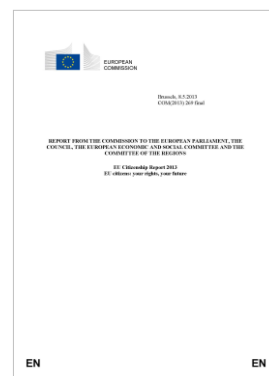 EUROPEAN
COMMISSION
Brussels, 8.5.2013
COM(2013) 269 final
REPORT FROM THE COMMISSION TO THE EUROPEAN PARLIAMENT, THE
COUNCIL, THE EUROPEAN ECONOMIC AND SOCIAL COMMITTEE AND THE
COMMITTEE OF THE REGIONS
EU Citizenship Report 2013
EU citizens: your rights, your future
EN EN